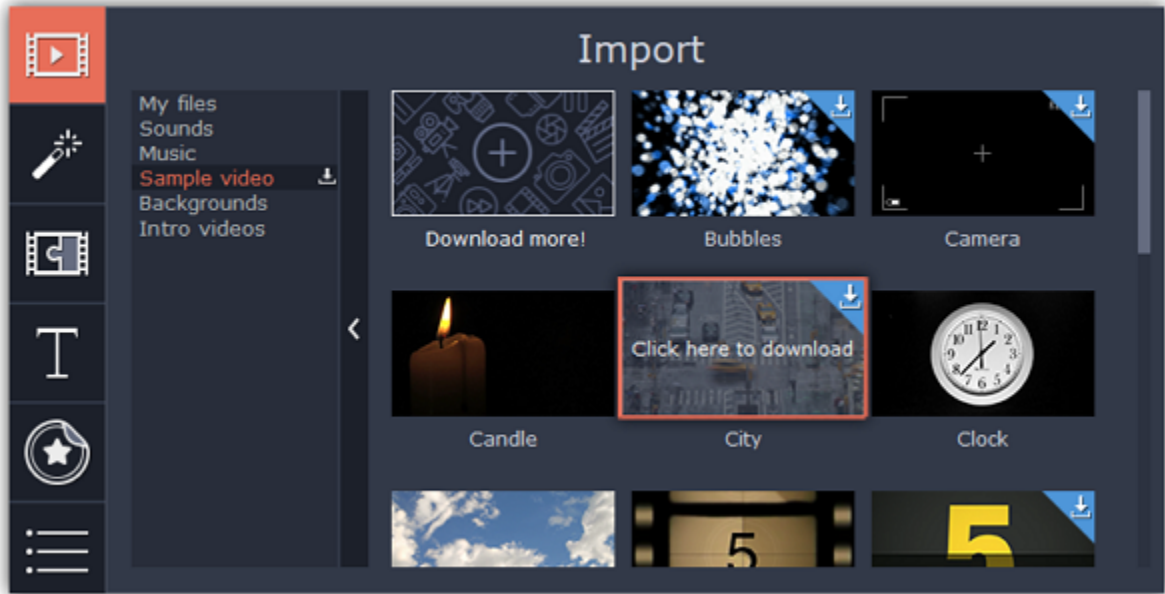 Import
My files
Sounds
Music
Sample video
Backgrounds
Intro videos
Download more!
Bubbles
Camera
Click here to download
Candle
City
Clock
T
5
5